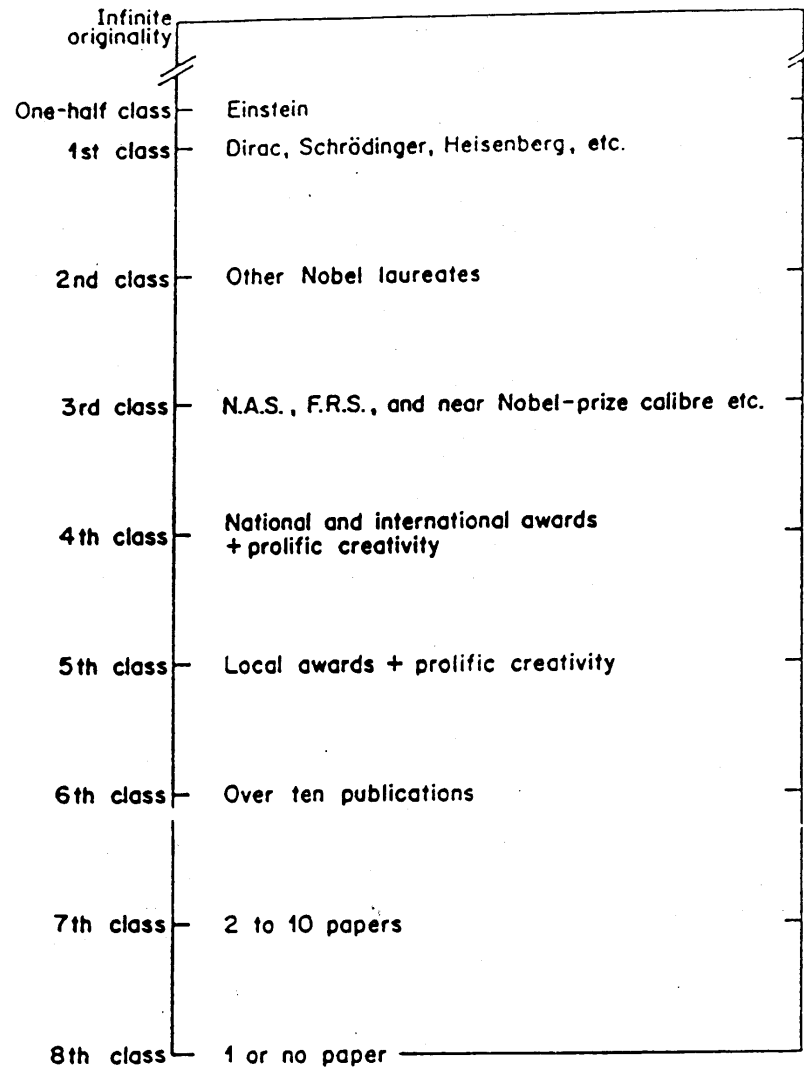 Infinite
originality
One-half class Einstein
1st class Dirac, Schrödinger, Heisenberg, etc.
2nd class Other Nobel laureates
3rd class N.A.S., F.R.S., and near Nobel-prize calibre etc.
4th class National and international awards
+ prolific creativity
5th class Local awards + prolific creativity
6th class Over ten publications
7th class 2 to 10 papers
8th class 1 or no paper